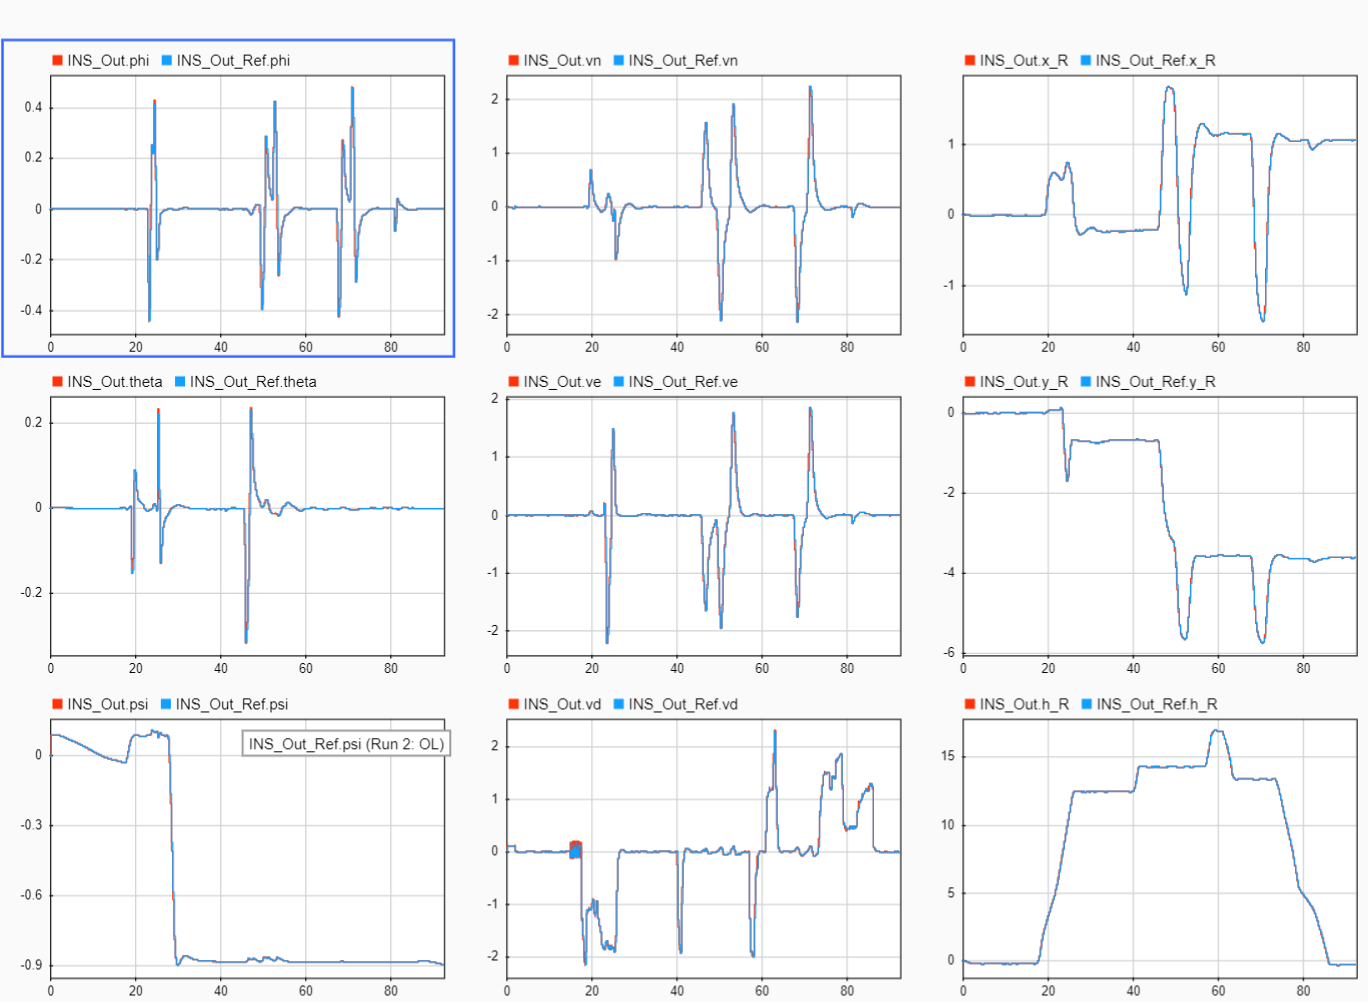 INS_Out.phi INS_Out_Ref.phi
0.4
0.2
0
-0.2
-0.4
0 20 40 60 80
INS_Out.vn INS_Out_Ref.vn
2
1
0
-1
-2
0 20 40 60 80
INS_Out.x_R INS_Out_Ref.x_R
1
0
-1
0 20 40 60 80
INS_Out.theta INS_Out_Ref.theta
0.2
0
-0.2
0 20 40 60 80
INS_Out.ve INS_Out_Ref.ve
2
1
0
-1
-2
0 20 40 60 80
INS_Out.y_R INS_Out_Ref.y_R
0
-2
-4
-6
0 20 40 60 80
INS_Out.psi INS_Out_Ref.psi
INS_Out_Ref.psi (Run 2: OL)
0
-0.3
-0.6
-0.9
0 20 40 60 80
INS_Out.vd INS_Out_Ref.vd
2
1
0
-1
-2
0 20 40 60 80
INS_Out.h_R INS_Out_Ref.h_R
15
10
5
0
0 20 40 60 80